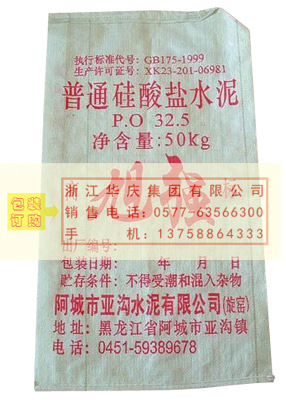 执行标准代号：GB175-1999
生产许可证号：XK23-201-06981
普通硅酸盐水泥
P.O 32.5
净含量：50kg
包装
订购
浙江华庆集团有限公司
销售电话：0577-63566300
手机：13758864333
出厂编号：
包装日期： 年 月 日
贮存条件：不得受潮和混入杂物
阿城市亚沟水泥有限公司(旋窑)
地址：黑龙江省阿城市亚沟镇
电话：0451-59389678